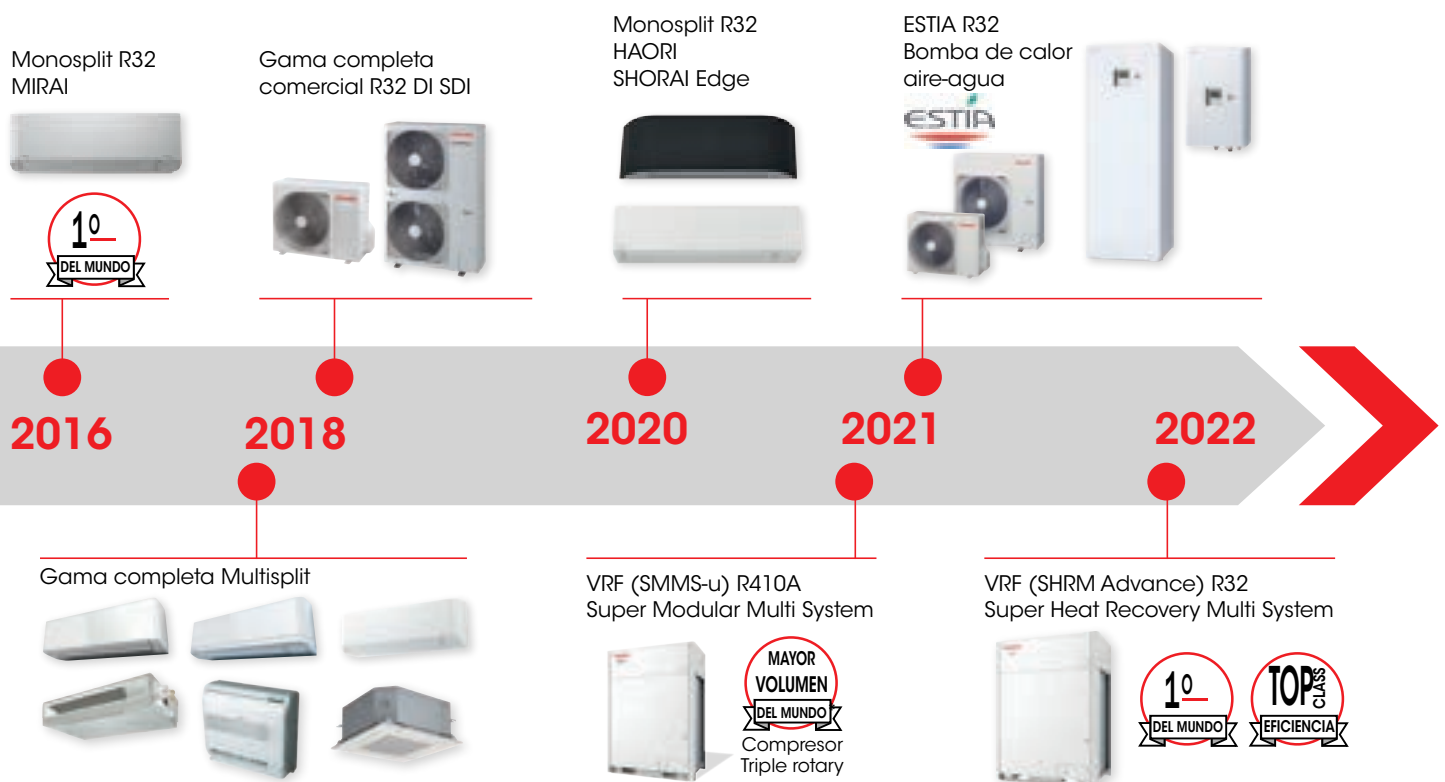 Monosplit R32
MIRAI
1º
DEL MUNDO
Gama completa
comercial R32 DI SDI
Monosplit R32
HAORI
SHORAI Edge
ESTIA R32
Bomba de calor
aire-agua
ESTIA
2016
2018
2020
2021
2022
Gama completa Multisplit
VRF (SMMS-u) R410A
Super Modular Multi System
MAYOR
VOLUMEN
DEL MUNDO
Compresor
Triple rotary
VRF (SHRM Advance) R32
Super Heat Recovery Multi System
1º
DEL MUNDO
TOP CLASS
EFICIENCIA